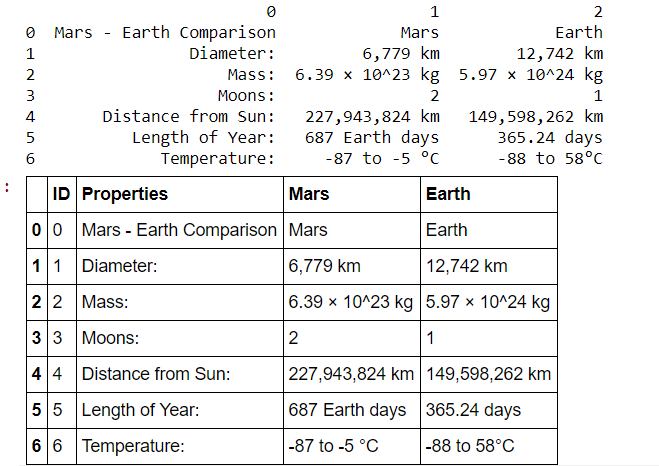 0 1 2
0 Mars - Earth Comparison Mars Earth
1 Diameter: 6,779 km 12,742 km
2 Mass: 6.39 × 10^23 kg 5.97 × 10^24 kg
3 Moons: 2 1
4 Distance from Sun: 227,943,824 km 149,598,262 km
5 Length of Year: 687 Earth days 365.24 days
6 Temperature: -87 to -5 °C -88 to 58°C
:
ID Properties Mars Earth
0 0 Mars - Earth Comparison Mars Earth
1 1 Diameter: 6,779 km 12,742 km
2 2 Mass: 6.39 × 10^23 kg 5.97 × 10^24 kg
3 3 Moons: 2 1
4 4 Distance from Sun: 227,943,824 km 149,598,262 km
5 5 Length of Year: 687 Earth days 365.24 days
6 6 Temperature: -87 to -5 °C -88 to 58°C